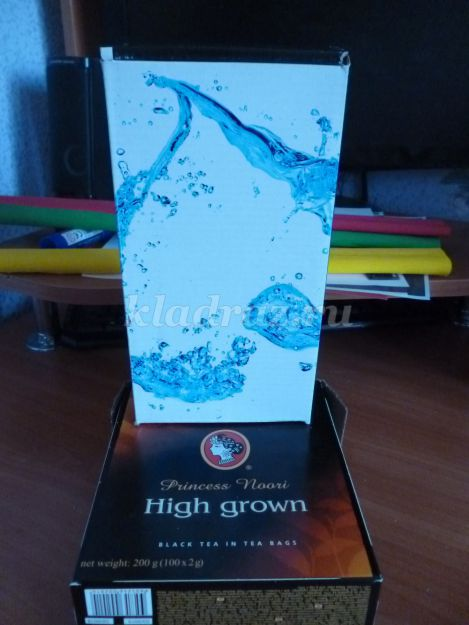 kladraz.ru
®
Princess Noori
High grown
BLACK TEA IN TEA BAGS
net weight: 200 g (100 x 2 g)